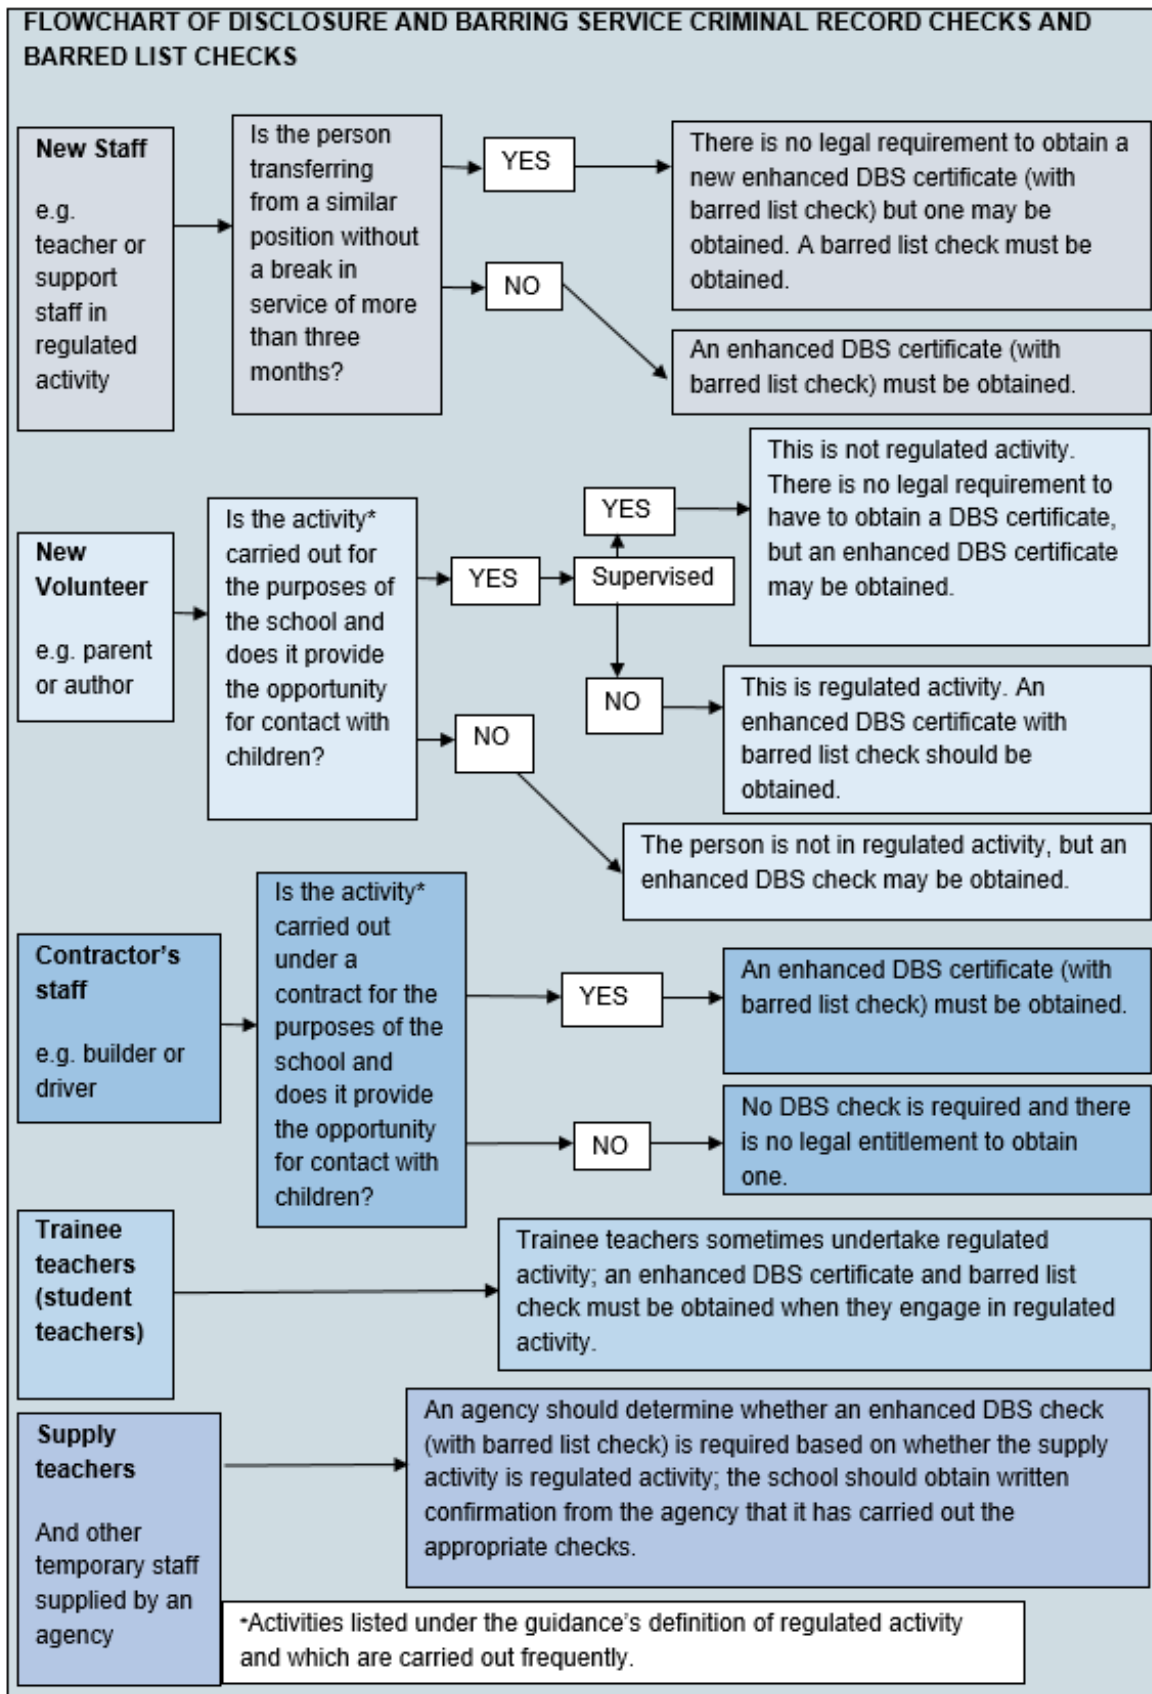 FLOWCHART OF DISCLOSURE AND BARRING SERVICE CRIMINAL RECORD CHECKS AND
BARRED LIST CHECKS
New Staff
e.g.
teacher or
support
staff in
regulated
activity
Is the person
transferring
from a similar
position without
a break in
service of more
than three
months?
YES
There is no legal requirement to obtain a
new enhanced DBS certificate (with
barred list check) but one may be
obtained. A barred list check must be
obtained.
NO
An enhanced DBS certificate (with
barred list check) must be obtained.
New
Volunteer
e.g. parent
or author
Is the activity*
carried out for
the purposes of
the school and
does it provide
the opportunity
for contact with
children?
YES
Supervised
YES
This is not regulated activity.
There is no legal requirement to
have to obtain a DBS certificate,
but an enhanced DBS certificate
may be obtained.
NO
This is regulated activity. An
enhanced DBS certificate with
barred list check should be
obtained.
NO
The person is not in regulated activity, but an
enhanced DBS check may be obtained.
Contractor's
staff
e.g. builder or
driver
Is the activity*
carried out
under a
contract for the
purposes of the
school and
does it provide
the opportunity
for contact with
children?
YES
An enhanced DBS certificate (with
barred list check) must be obtained.
NO
No DBS check is required and there
is no legal entitlement to obtain
one.
Trainee
teachers
(student
teachers)
Trainee teachers sometimes undertake regulated
activity; an enhanced DBS certificate and barred list
check must be obtained when they engage in regulated
activity.
Supply
teachers
And other
temporary staff
supplied by an
agency
An agency should determine whether an enhanced DBS check
(with barred list check) is required based on whether the supply
activity is regulated activity; the school should obtain written
confirmation from the agency that it has carried out the
appropriate checks.
*Activities listed under the guidance's definition of regulated activity
and which are carried out frequently.